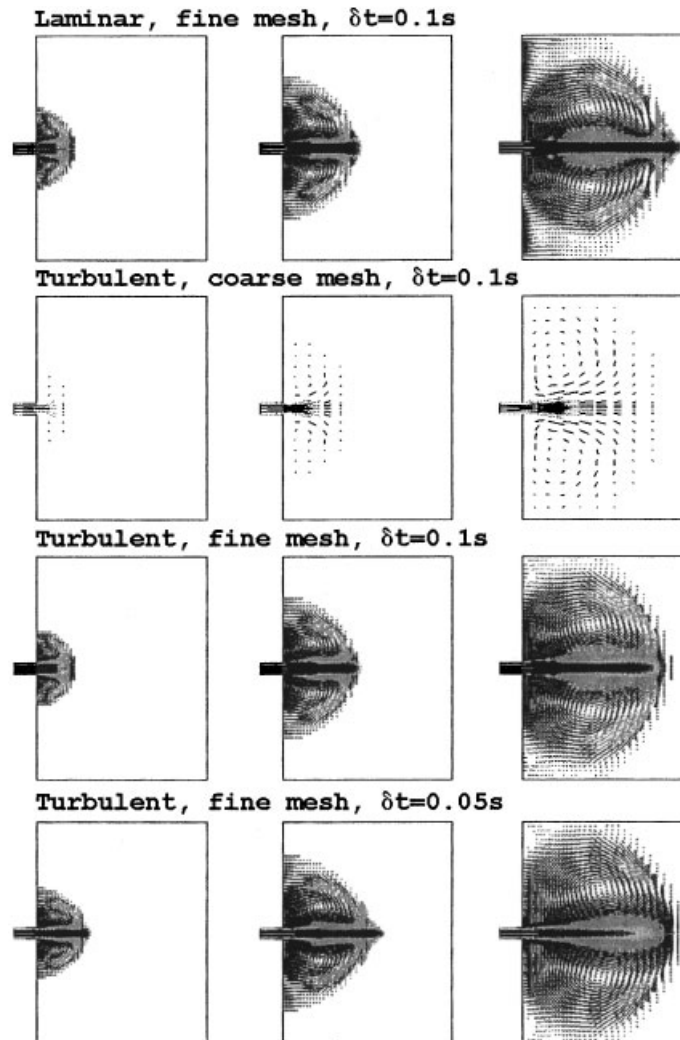 Laminar, fine mesh, δt=0.1s
Turbulent, coarse mesh, δt=0.1s
Turbulent, fine mesh, δt=0.1s
Turbulent, fine mesh, δt=0.05s